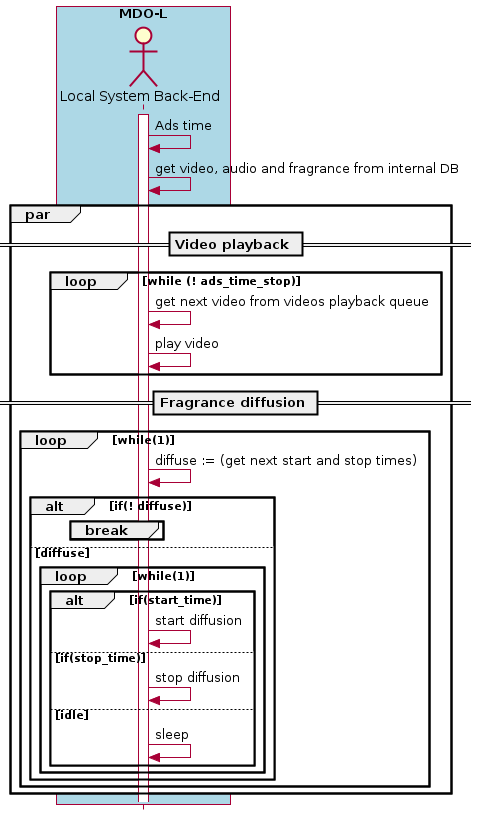 MDO-L
Local System Back-End
Ads time
get video, audio and fragrance from internal DB
par
Video playback
loop [while (! ads_time_stop)]
get next video from videos playback queue
play video
Fragrance diffusion
loop [while(1)]
diffuse := (get next start and stop times)
alt [if(! diffuse)]
break
[diffuse]
loop [while(1)]
alt [if(start_time)]
start diffusion
[if(stop_time)]
stop diffusion
[idle]
sleep